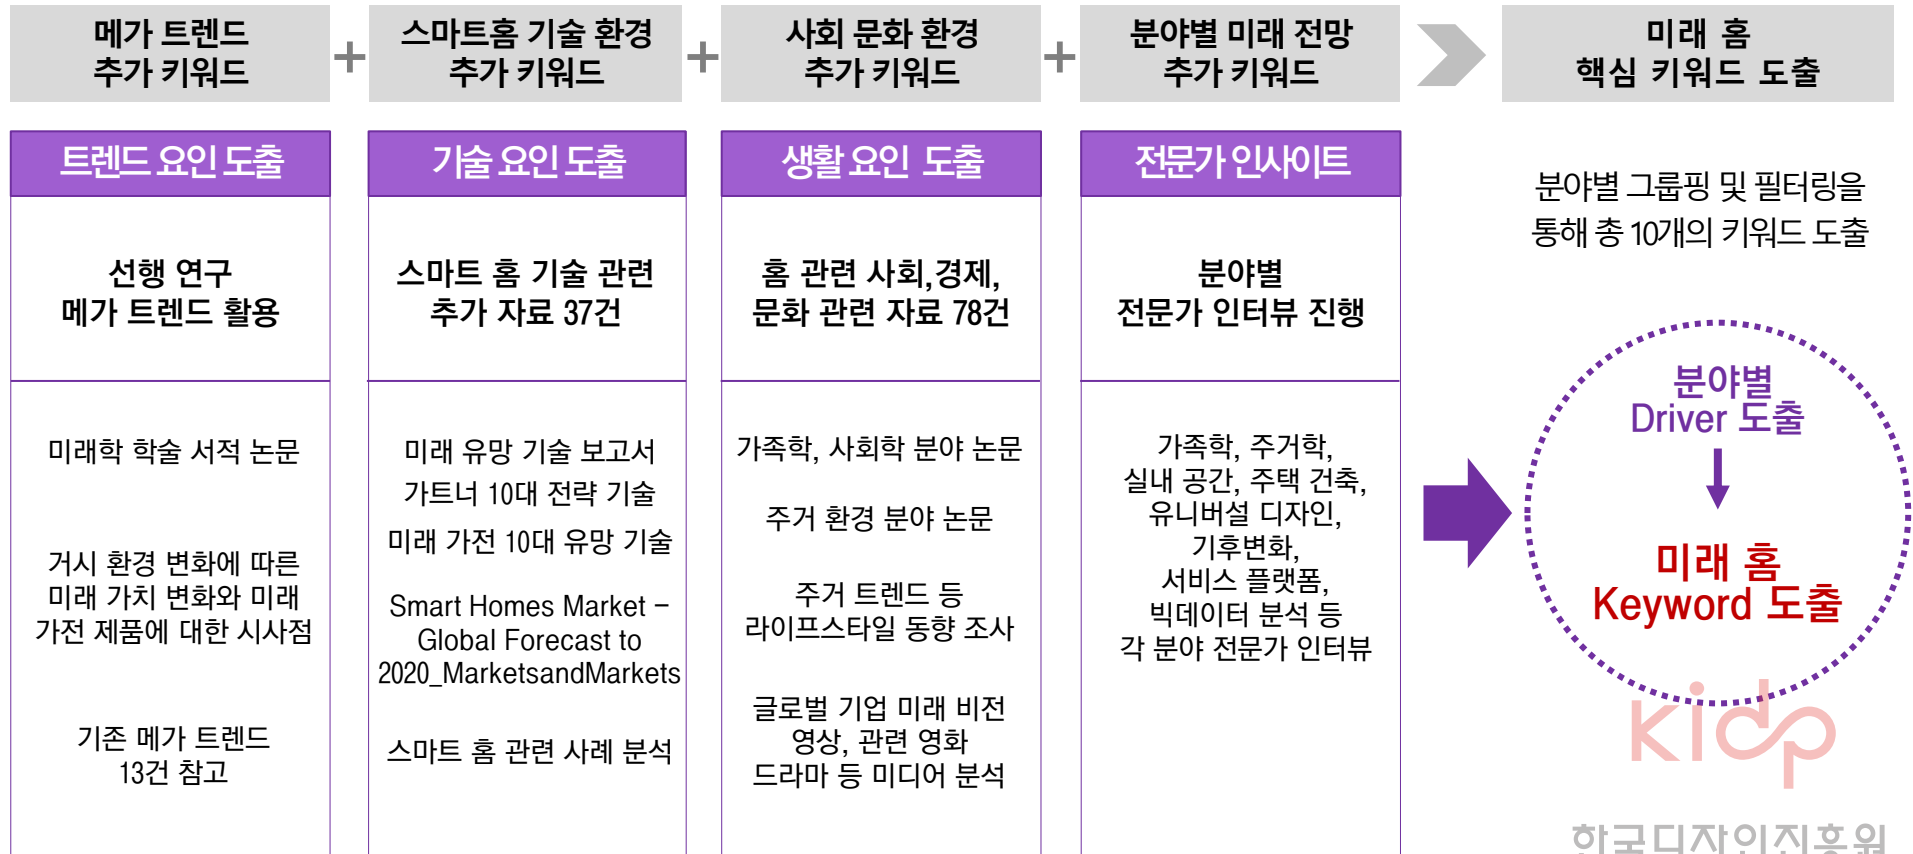 메가 트렌드
추가 키워드
+
스마트홈 기술 환경
추가 키워드
+
사회 문화 환경
추가 키워드
+
분야별 미래 전망
추가 키워드
미래 홈
핵심 키워드 도출
트렌드 요인 도출
선행 연구
메가 트렌드 활용
미래학 학술 서적 논문
거시 환경 변화에 따른
미래 가치 변화와 미래
가전 제품에 대한 시사점
기존 메가 트렌드
13건 참고
기술 요인 도출
스마트 홈 기술 관련
추가 자료 37건
미래 유망 기술 보고서
가트너 10대 전략 기술
미래 가전 10대 유망 기술
Smart Homes Market –
Global Forecast to
2020_MarketsandMarkets
스마트 홈 관련 사례 분석
생활 요인 도출
홈 관련 사회,경제,
문화 관련 자료 78건
가족학, 사회학 분야 논문
주거 환경 분야 논문
주거 트렌드 등
라이프스타일 동향 조사
글로벌 기업 미래 비전
영상, 관련 영화
드라마 등 미디어 분석
전문가 인사이트
분야별
전문가 인터뷰 진행
가족학, 주거학,
실내 공간, 주택 건축,
유니버설 디자인,
기후변화,
서비스 플랫폼,
빅데이터 분석 등
각 분야 전문가 인터뷰
분야별 그룹핑 및 필터링을
통해 총 10개의 키워드 도출
분야별
Driver 도출
미래 홈
Keyword 도출
kidp
한국디자인진흥원